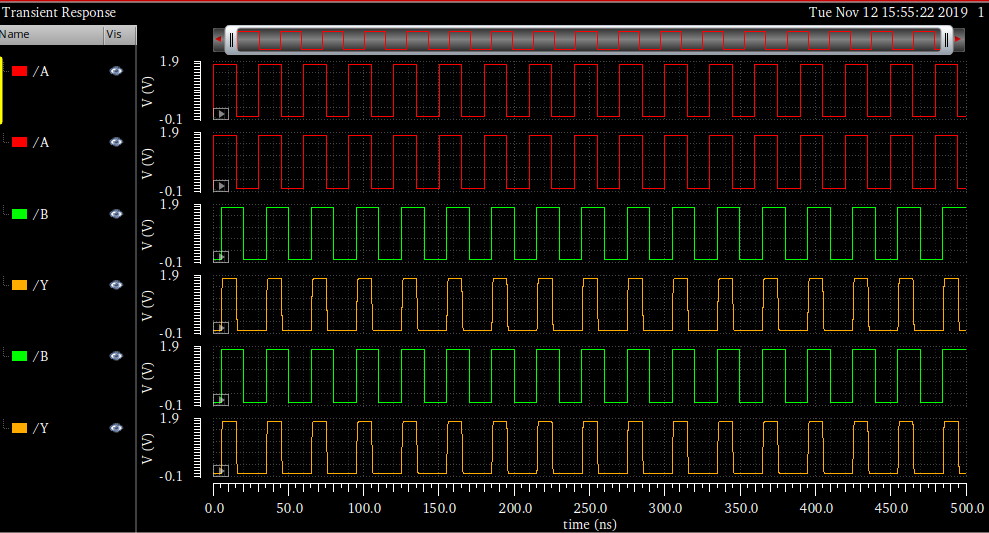 Transient Response Tue Nov 12 15:55:22 2019 1
Name Vis
/A
1.9
V (V)
-0.1
/A
1.9
V (V)
-0.1
/B
1.9
V (V)
-0.1
/Y
1.9
V (V)
-0.1
/B
1.9
V (V)
-0.1
/Y
1.9
V (V)
-0.1
0.0 50.0 100.0 150.0 200.0 250.0 300.0 350.0 400.0 450.0 500.0
time (ns)